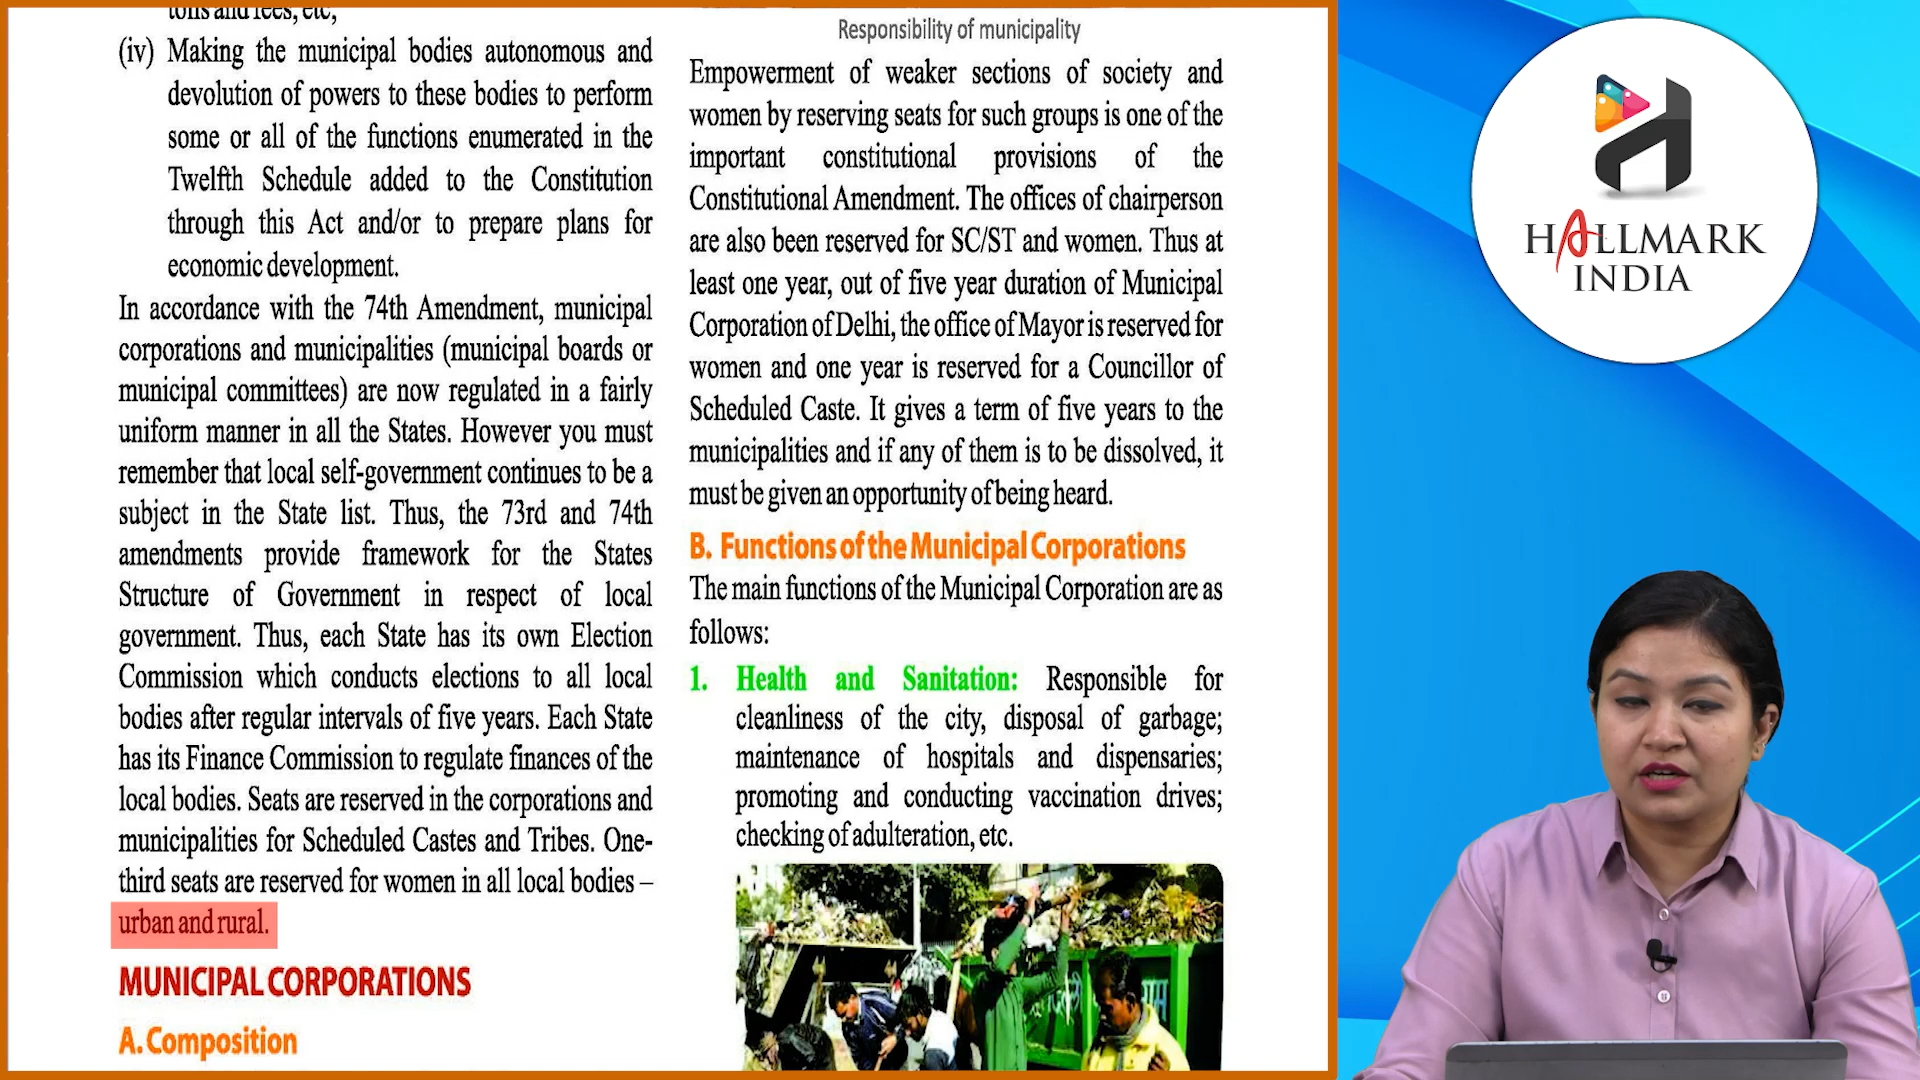 tolls and fees, etc,
(iv) Making the municipal bodies autonomous and
devolution of powers to these bodies to perform
some or all of the functions enumerated in the
Twelfth Schedule added to the Constitution
through this Act and/or to prepare plans for
economic development.
In accordance with the 74th Amendment, municipal
corporations and municipalities (municipal boards or
municipal committees) are now regulated in a fairly
uniform manner in all the States. However you must
remember that local self-government continues to be a
subject in the State list. Thus, the 73rd and 74th
amendments provide framework for the States
Structure of Government in respect of local
government. Thus, each State has its own Election
Commission which conducts elections to all local
bodies after regular intervals of five years. Each State
has its Finance Commission to regulate finances of the
local bodies. Seats are reserved in the corporations and
municipalities for Scheduled Castes and Tribes. One-
third seats are reserved for women in all local bodies –
urban and rural.
MUNICIPAL CORPORATIONS
A. Composition
Responsibility of municipality
Empowerment of weaker sections of society and
women by reserving seats for such groups is one of the
important constitutional provisions of the
Constitutional Amendment. The offices of chairperson
are also been reserved for SC/ST and women. Thus at
least one year, out of five year duration of Municipal
Corporation of Delhi, the office of Mayor is reserved for
women and one year is reserved for a Councillor of
Scheduled Caste. It gives a term of five years to the
municipalities and if any of them is to be dissolved, it
must be given an opportunity of being heard.
B. Functions of the Municipal Corporations
The main functions of the Municipal Corporation are as
follows:
1. Health and Sanitation: Responsible for
cleanliness of the city, disposal of garbage;
maintenance of hospitals and dispensaries;
promoting and conducting vaccination drives;
checking of adulteration, etc.
HALLMARK
INDIA